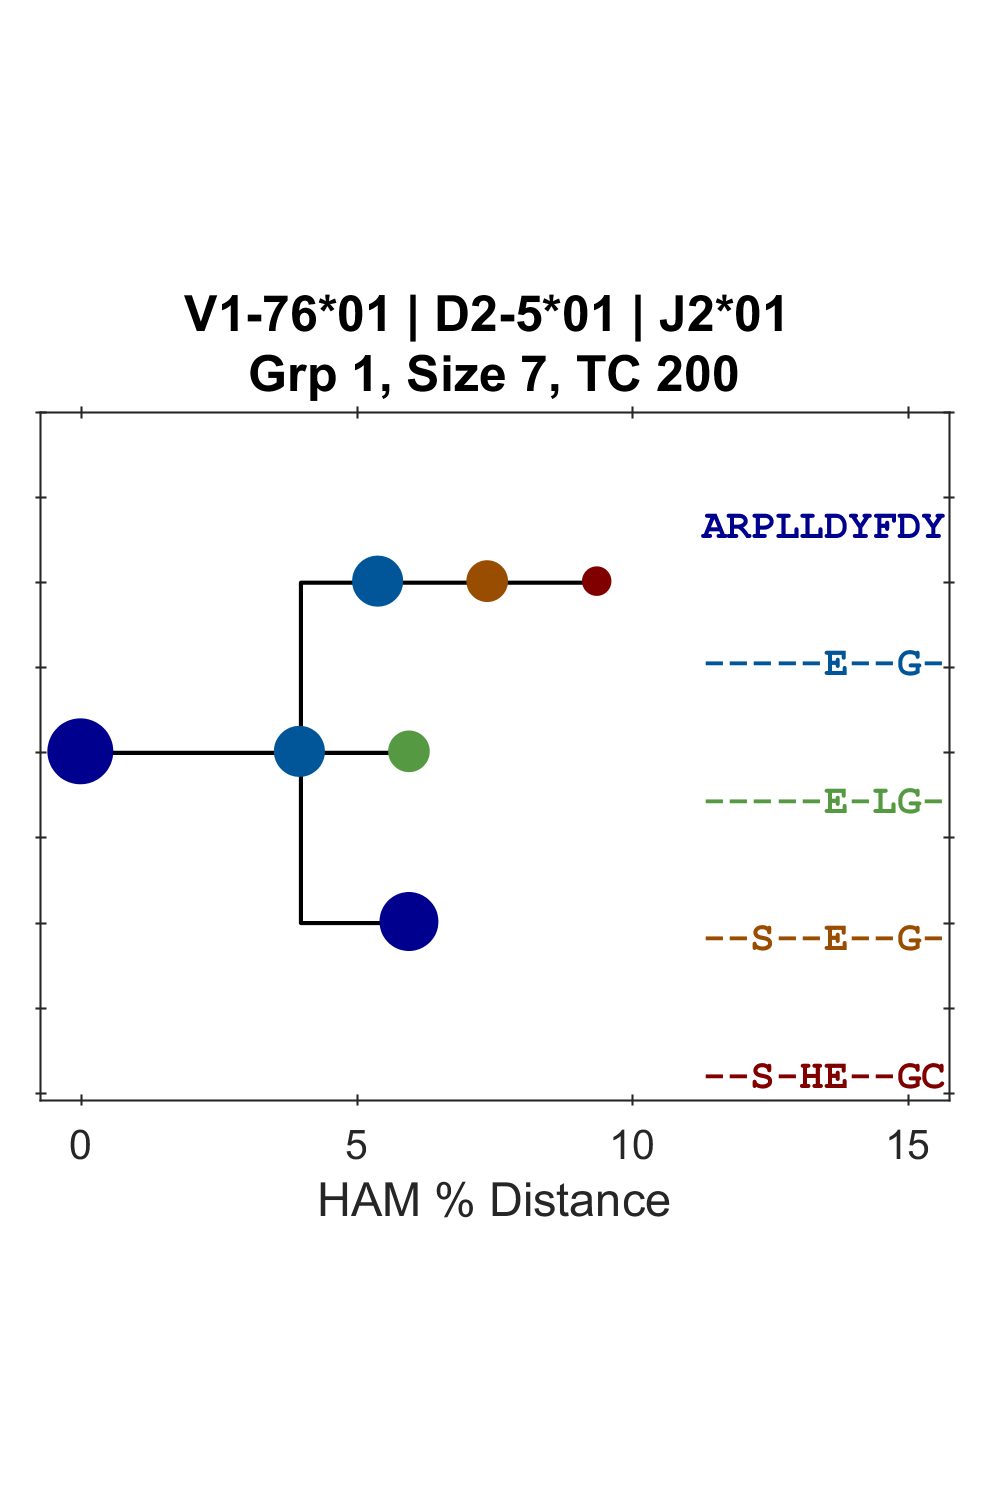 V1-76*01 | D2-5*01 | J2*01
Grp 1, Size 7, TC 200
ARPLLDYFDY
-----E--G-
-----E-LG-
--S--E--G-
--S-HE--GC
0 5 10 15
HAM % Distance